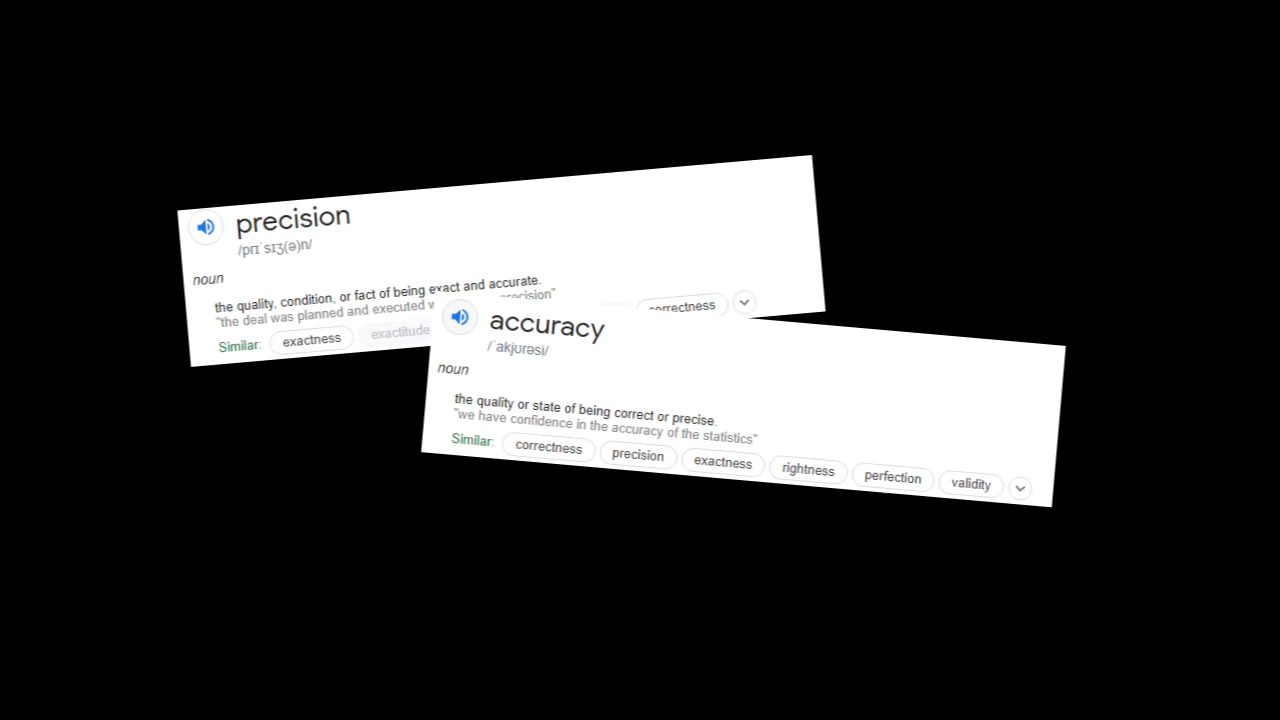 precision
/prɪˈsɪʒ(ə)n/
noun
the quality, condition, or fact of being exact and accurate.
"the deal was planned and executed precision"
Similar: exactness exactitude correctness
accuracy
/ˈakjʊrəsi/
noun
the quality or state of being correct or precise.
"we have confidence in the accuracy of the statistics"
Similar: correctness precision exactness rightness perfection validity